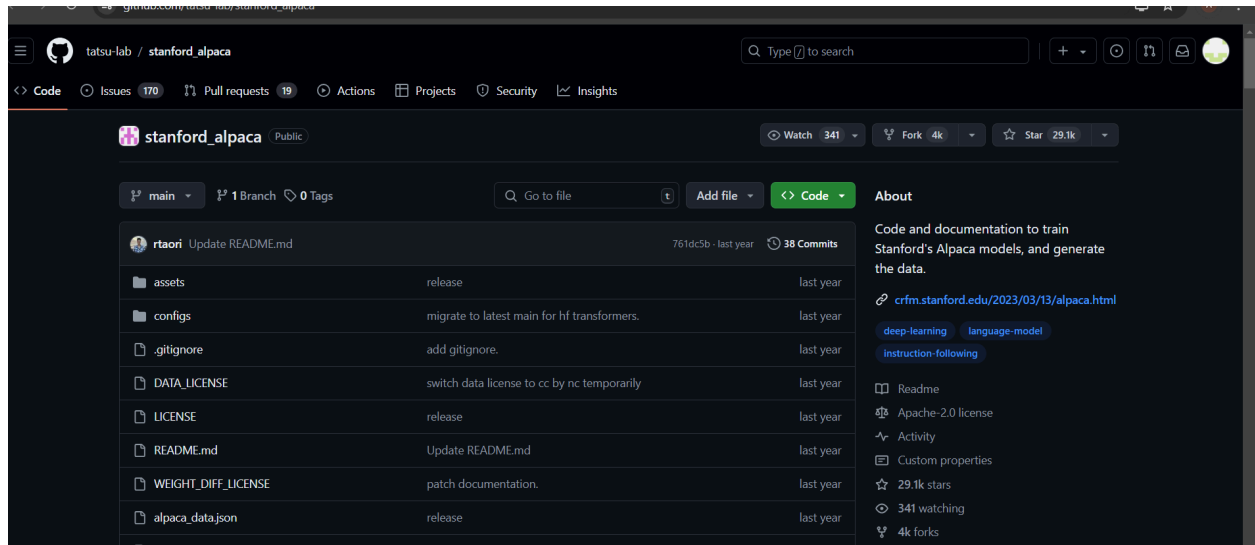 github.com/tatsu-lab/stanford_alpaca
tatsu-lab / stanford_alpaca
Type / to search
Code Issues 170 Pull requests 19 Actions Projects Security Insights
stanford_alpaca Public Watch 341 Fork 4k Star 29.1k
main 1 Branch 0 Tags Go to file t Add file Code
rtaori Update README.md 761dc5b · last year 38 Commits
assets release last year
configs migrate to latest main for hf transformers. last year
.gitignore add gitignore. last year
DATA_LICENSE switch data license to cc by nc temporarily last year
LICENSE release last year
README.md Update README.md last year
WEIGHT_DIFF_LICENSE patch documentation. last year
alpaca_data.json release last year
About
Code and documentation to train
Stanford's Alpaca models, and generate
the data.
crfm.stanford.edu/2023/03/13/alpaca.html
deep-learning language-model
instruction-following
Readme
Apache-2.0 license
Activity
Custom properties
29.1k stars
341 watching
4k forks